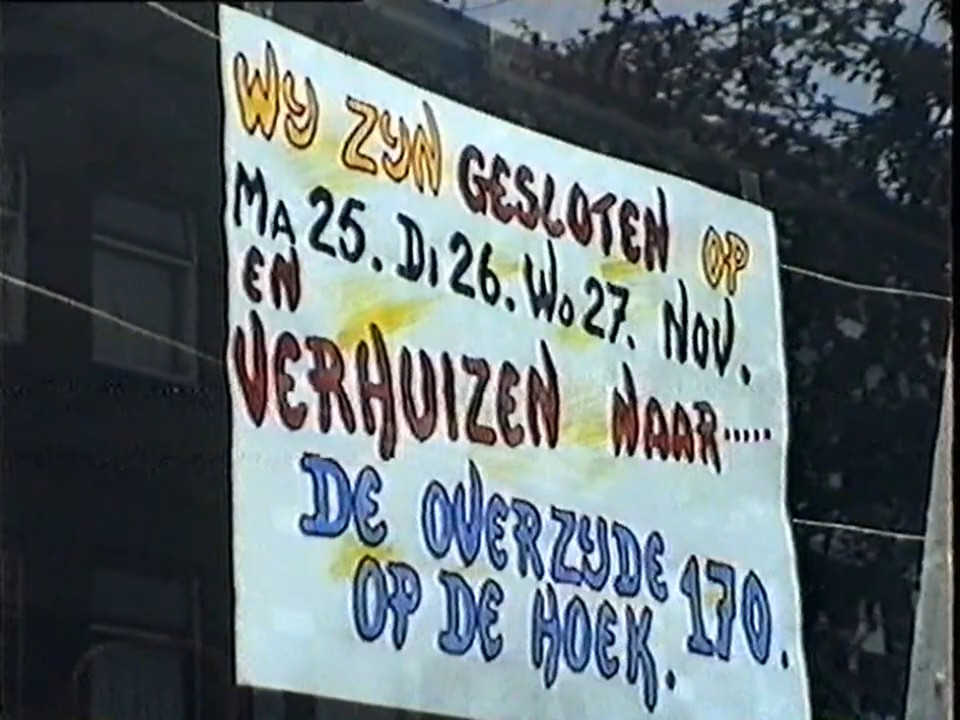 WY ZYN GESLOTEN OP
MA 25. DI 26. WO 27. NOV.
EN
VERHUIZEN NAAR.....
DE OVERZYDE 170.
OP DE HOEK.